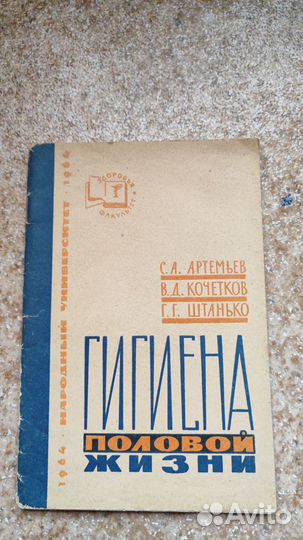 1964 · НАРОДНЫЙ УНИВЕРСИТЕТ · 1964
ЗДОРОВЬЯ
ФАКУЛЬТЕТ
С.А. АРТЕМЬЕВ
В.Д. КОЧЕТКОВ
Г.Г. ШТАНЬКО
ГИГИЕНА
ПОЛОВОЙ
ЖИЗНИ
Avito